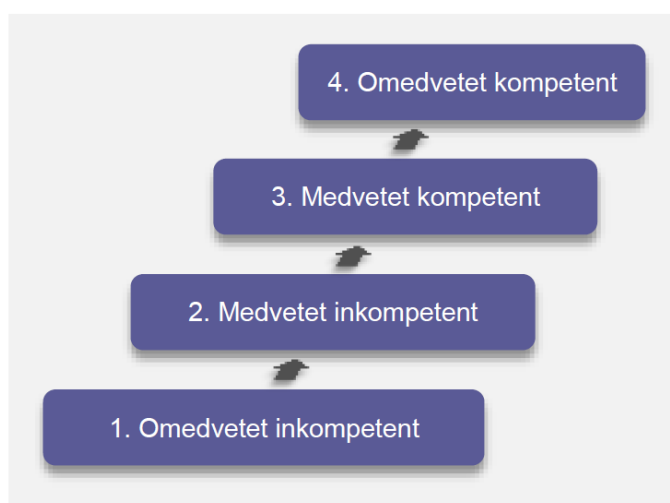 4. Omedvetet kompetent
3. Medvetet kompetent
2. Medvetet inkompetent
1. Omedvetet inkompetent